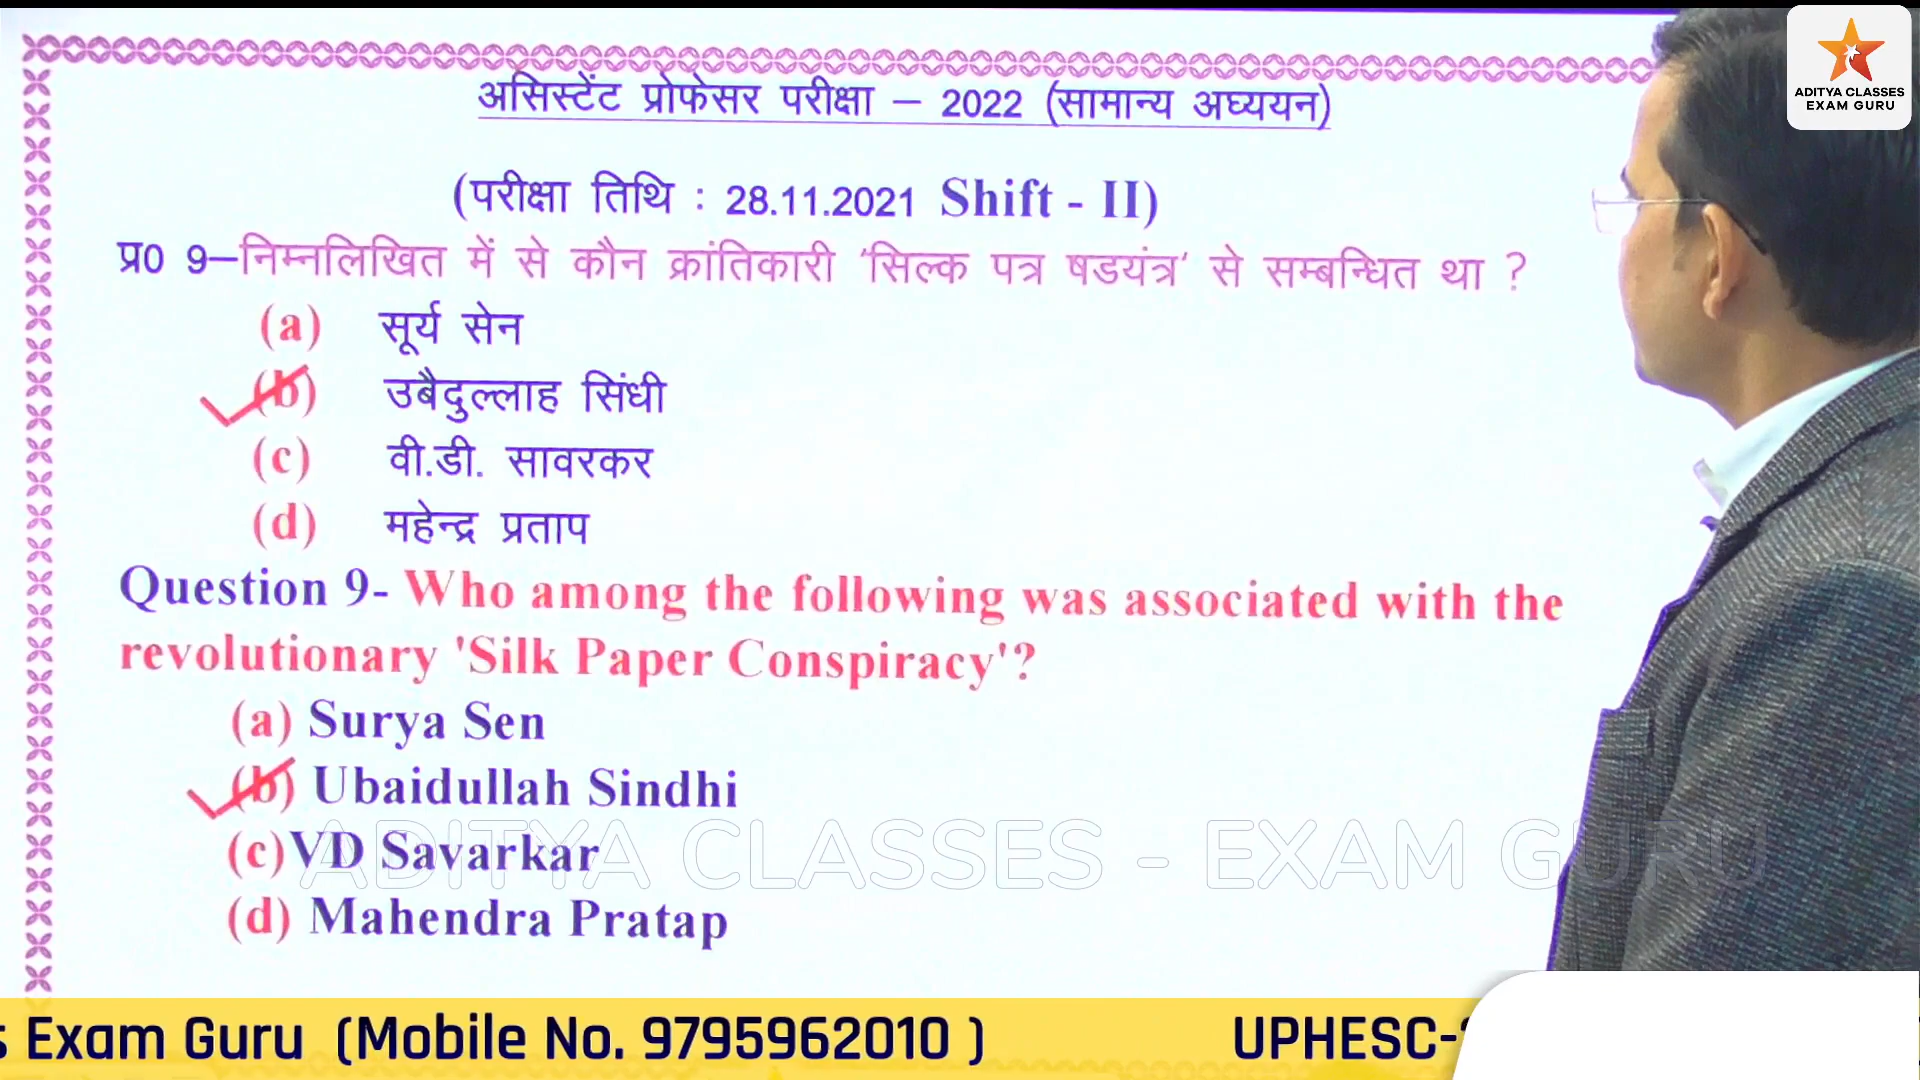 ADITYA CLASSES
EXAM GURU
असिस्टेंट प्रोफेसर परीक्षा – 2022 (सामान्य अघ्ययन)
(परीक्षा तिथि : 28.11.2021 Shift - II)
प्र0 9–निम्नलिखित में से कौन क्रांतिकारी 'सिल्क पत्र षडयंत्र' से सम्बन्धित था ?
(a) सूर्य सेन
(b) उबैदुल्लाह सिंधी
(c) वी.डी. सावरकर
(d) महेन्द्र प्रताप
Question 9- Who among the following was associated with the
revolutionary 'Silk Paper Conspiracy'?
(a) Surya Sen
(b) Ubaidullah Sindhi
(c)VD Savarkar
ADITYA CLASSES - EXAM GURU
(d) Mahendra Pratap
s Exam Guru (Mobile No. 9795962010 ) UPHESC-